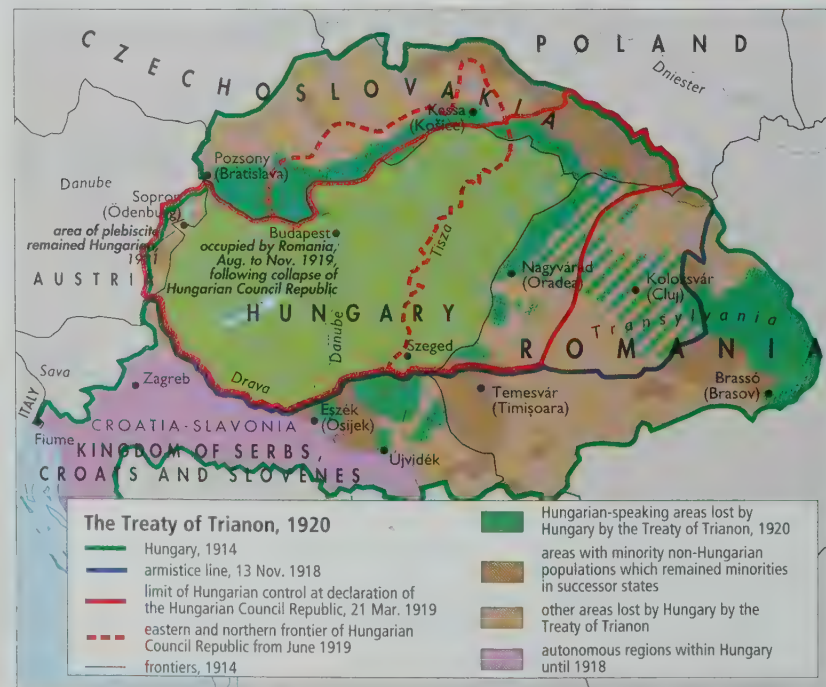 CZECHOSLOVAKIA
POLAND
Dniester
Kassa
(Košice)
Pozsony
(Bratislava)
Danube
Sopron
(Ödenburg)
area of plebiscite
remained Hungarian
AUSTRI
Budapest
occupied by Romania,
Aug. to Nov. 1919,
following collapse of
Hungarian Council Republic
Tisza
Nagyvárad
(Oradea)
Kolozsvár
(Cluj)
Transylvania
HUNGARY
Danube
Szeged
ROMANIA
Brassó
(Brasov)
Temesvár
(Timişoara)
Sava
Zagreb
Drava
ITALY
Fiume
CROATIA-SLAVONIA
Eszék
(Osijek)
Újvidék
KINGDOM OF SERBS,
CROATS AND SLOVENES
The Treaty of Trianon, 1920
Hungary, 1914
armistice line, 13 Nov. 1918
limit of Hungarian control at declaration of
the Hungarian Council Republic, 21 Mar. 1919
eastern and northern frontier of Hungarian
Council Republic from June 1919
frontiers, 1914
Hungarian-speaking areas lost by
Hungary by the Treaty of Trianon, 1920
areas with minority non-Hungarian
populations which remained minorities
in successor states
other areas lost by Hungary by the
Treaty of Trianon
autonomous regions within Hungary
until 1918